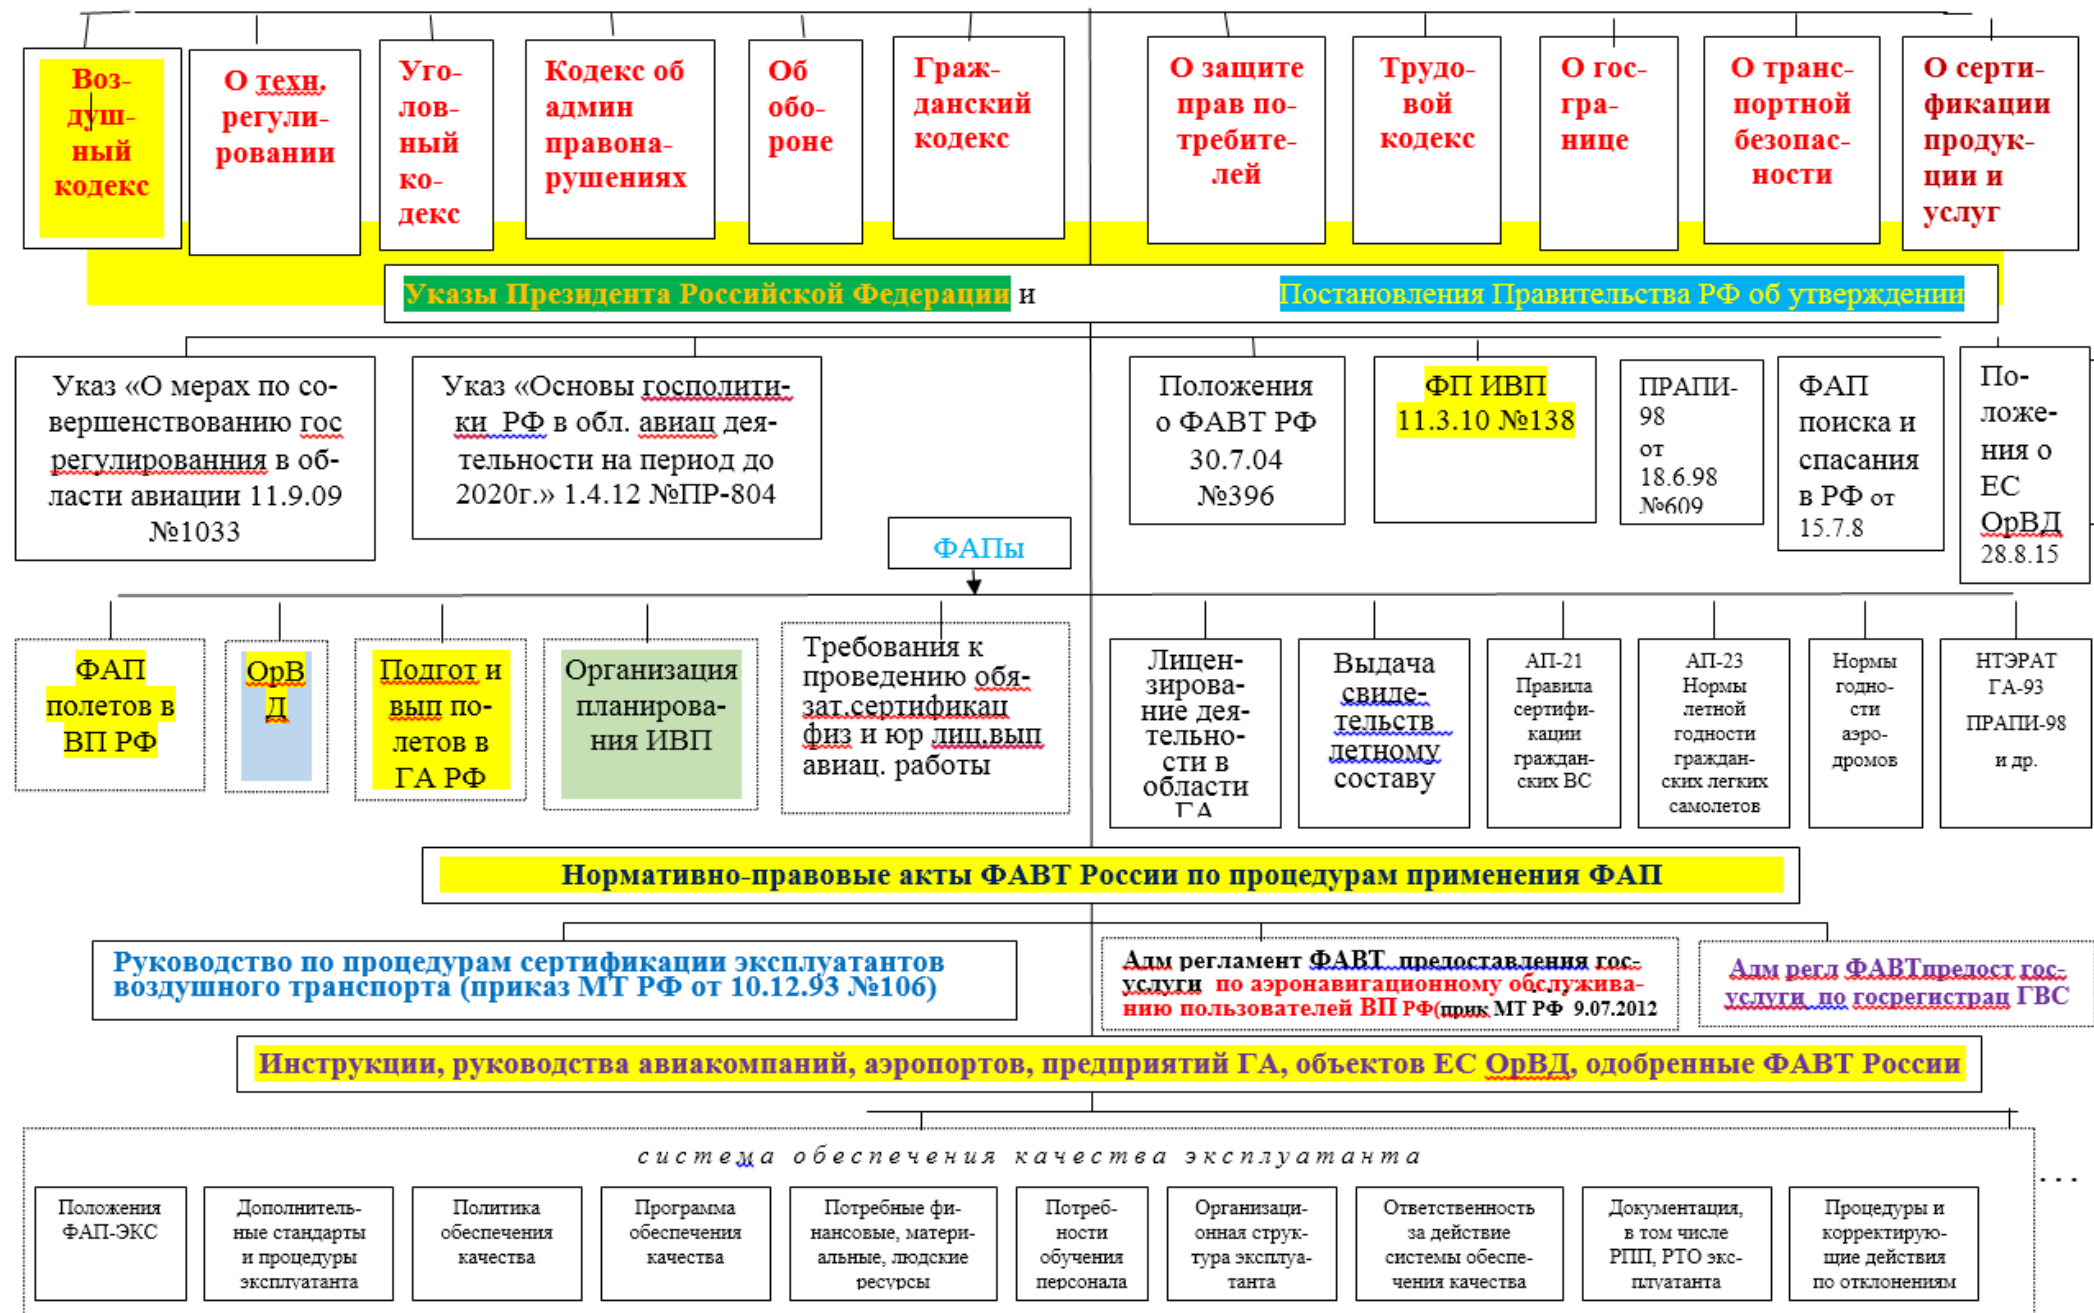 Воз-
душ-
ный
кодекс
О техн.
регули-
ровании
Уго-
лов-
ный
ко-
декс
Кодекс об
админ
правона-
рушениях
Об
обо-
роне
Граж-
данский
кодекс
О защите
прав по-
требите-
лей
Трудо-
вой
кодекс
О гос-
гра-
нице
О транс-
портной
безопас-
ности
О серти-
фикации
продук-
ции и
услуг
Указы Президента Российской Федерации и Постановления Правительства РФ об утверждении
Указ «О мерах по со-
вершенствованию гос
регулированния в об-
ласти авиации 11.9.09
№1033
Указ «Основы госполити-
ки РФ в обл. авиац дея-
тельности на период до
2020г.» 1.4.12 №ПР-804
Положения
о ФАВТ РФ
30.7.04
№396
ФП ИВП
11.3.10 №138
ПРАПИ-
98
от
18.6.98
№609
ФАП
поиска и
спасания
в РФ от
15.7.8
По-
ложе-
ния о
ЕС
ОрВД
28.8.15
ФАПы
ФАП
полетов в
ВП РФ
ОрВ
Д
Подгот и
вып по-
летов в
ГА РФ
Организация
планирова-
ния ИВП
Требования к
проведению обя-
зат.сертификац
физ и юр лиц,вып
авиац. работы
Лицен-
зирова-
ние дея-
тельно-
сти в
области
ГА
Выдача
свиде-
тельств
летному
составу
АП-21
Правила
сертифи-
кации
граждан-
ских ВС
АП-23
Нормы
летной
годности
граждан-
ских легких
самолетов
Нормы
годно-
сти
аэро-
дромов
НТЭРАТ
ГА-93
ПРАПИ-98
и др.
Нормативно-правовые акты ФАВТ России по процедурам применения ФАП
Руководство по процедурам сертификации эксплуатантов
воздушного транспорта (приказ МТ РФ от 10.12.93 №106)
Адм регламент ФАВТ предоставления гос-
услуги по аэронавигационному обслужива-
нию пользователей ВП РФ(прик МТ РФ 9.07.2012
Адм регл ФАВТпредост гос-
услуги по госрегистрац ГВС
Инструкции, руководства авиакомпаний, аэропортов, предприятий ГА, объектов ЕС ОрВД, одобренные ФАВТ России
система обеспечения качества эксплуатанта
Положения
ФАП-ЭКС
Дополнитель-
ные стандарты
и процедуры
эксплуатанта
Политика
обеспечения
качества
Программа
обеспечения
качества
Потребные фи-
нансовые, матери-
альные, людские
ресурсы
Потреб-
ности
обучения
персонала
Организаци-
онная струк-
тура эксплуа-
танта
Ответственность
за действие
системы обеспе-
чения качества
Документация,
в том числе
РПП, РТО экс-
плуатанта
Процедуры и
корректирую-
щие действия
по отклонениям
...